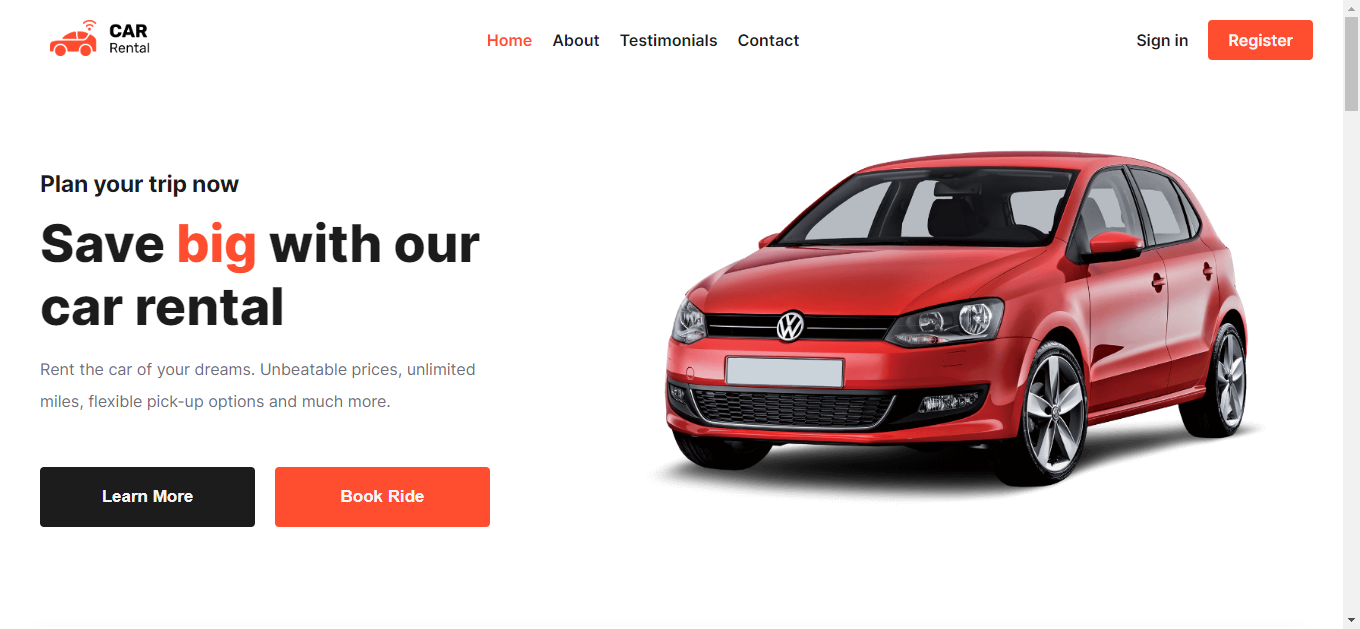 CAR
Rental
Home About Testimonials Contact
Sign in
Register
Plan your trip now
Save big with our
car rental
Rent the car of your dreams. Unbeatable prices, unlimited
miles, flexible pick-up options and much more.
Learn More
Book Ride